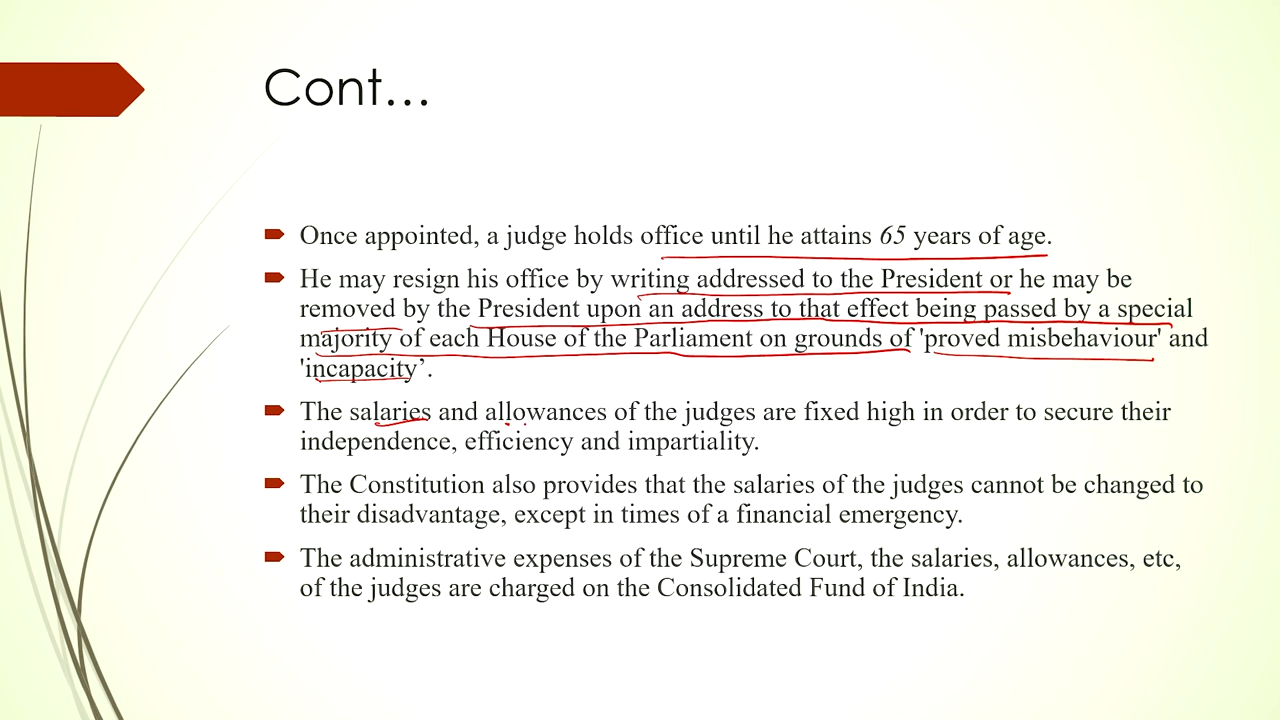 Cont...
Once appointed, a judge holds office until he attains 65 years of age.
He may resign his office by writing addressed to the President or he may be
removed by the President upon an address to that effect being passed by a special
majority of each House of the Parliament on grounds of 'proved misbehaviour' and
'incapacity’.
The salaries and allowances of the judges are fixed high in order to secure their
independence, efficiency and impartiality.
The Constitution also provides that the salaries of the judges cannot be changed to
their disadvantage, except in times of a financial emergency.
The administrative expenses of the Supreme Court, the salaries, allowances, etc,
of the judges are charged on the Consolidated Fund of India.